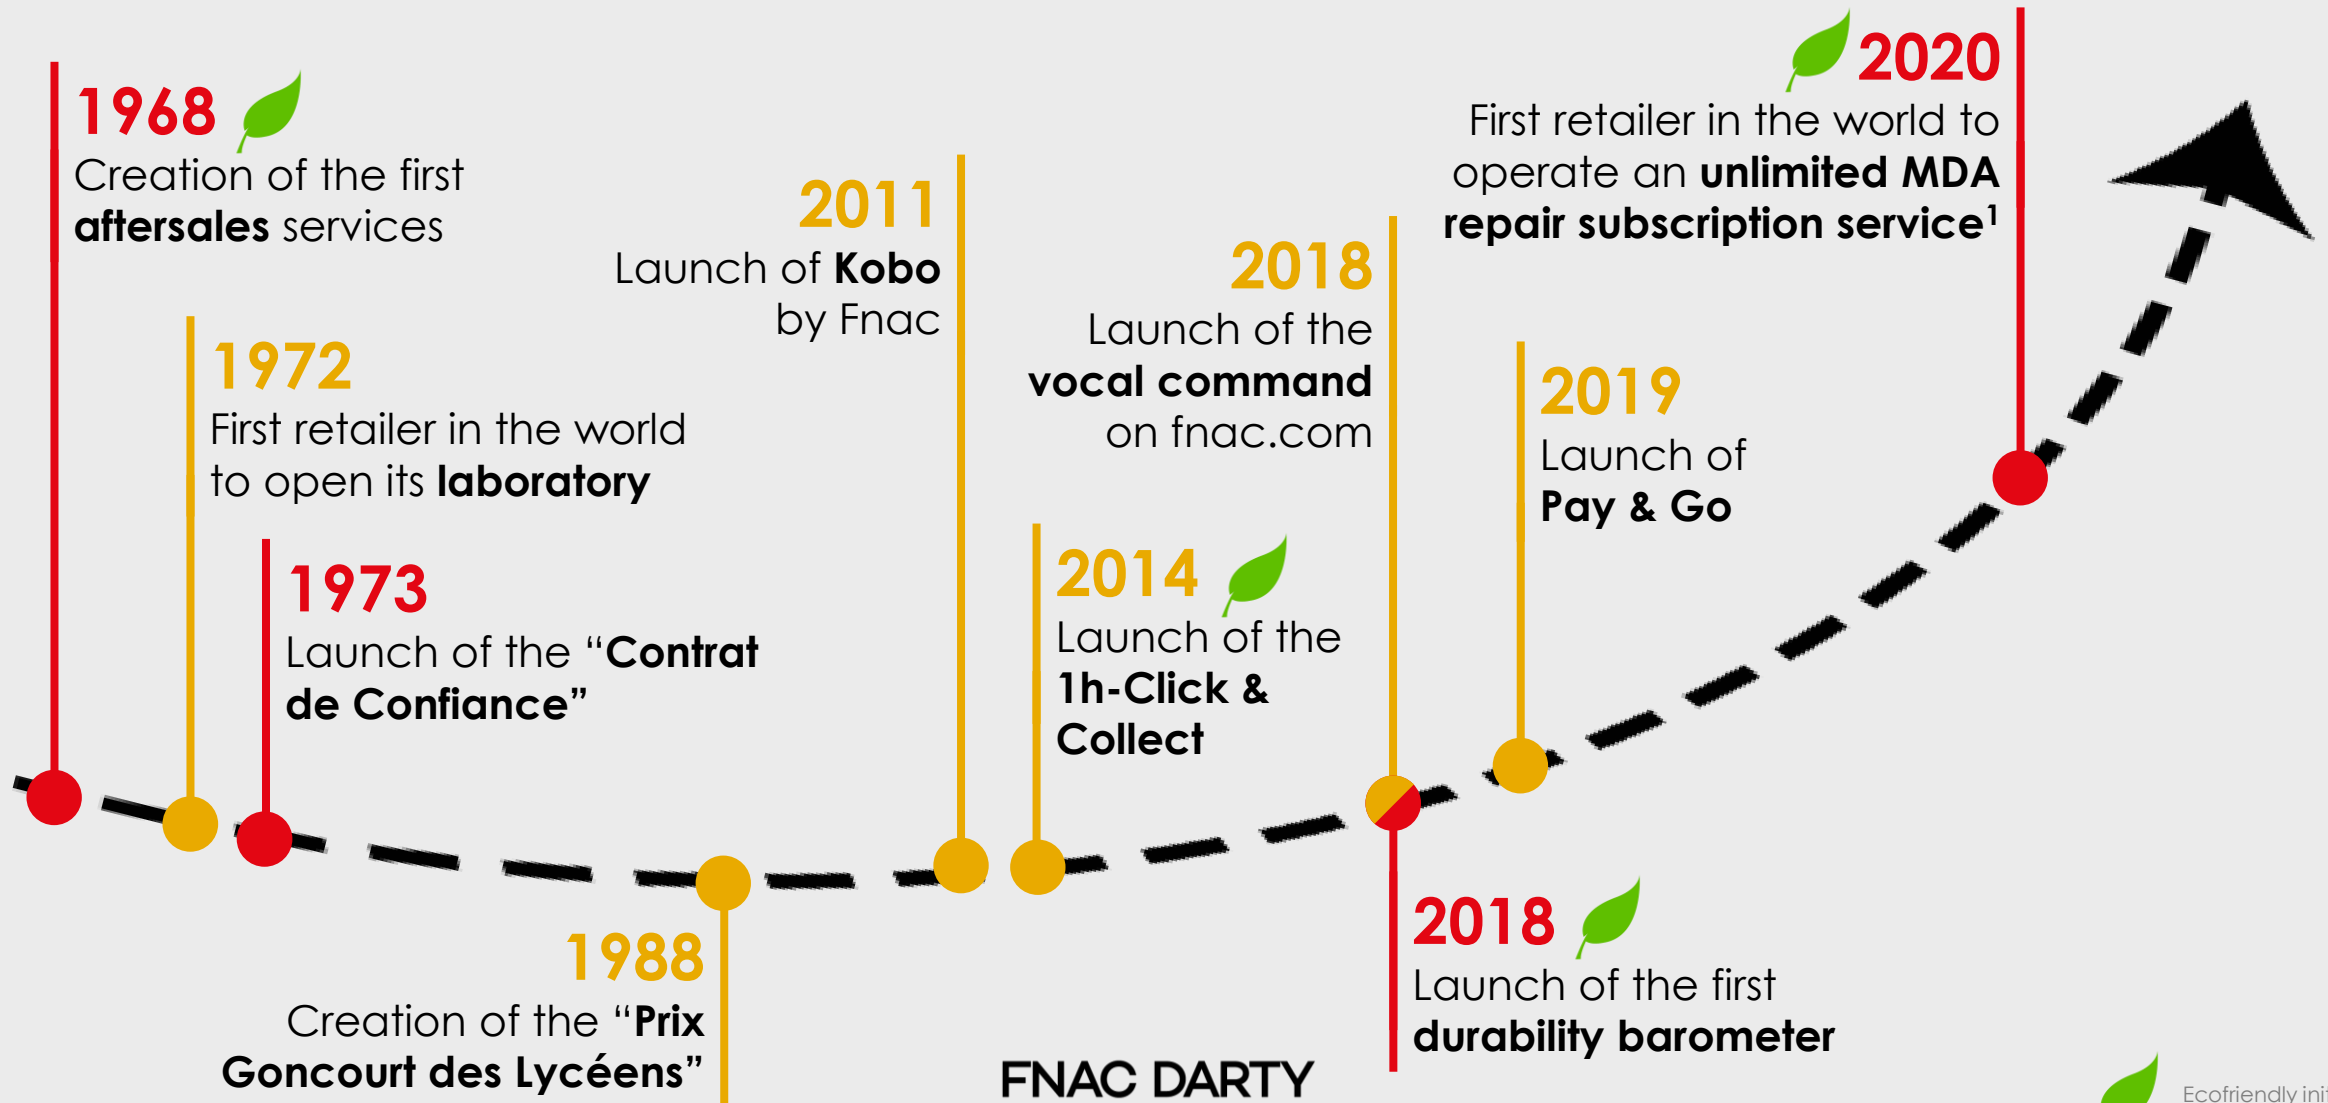 1968
Creation of the first
aftersales services
1972
First retailer in the world
to open its laboratory
1973
Launch of the “Contrat
de Confiance”
1988
Creation of the “Prix
Goncourt des Lycéens”
2011
Launch of Kobo
by Fnac
2014
Launch of the
1h-Click &
Collect
2018
Launch of the
vocal command
on fnac.com
2018
Launch of the first
durability barometer
2019
Launch of
Pay & Go
2020
First retailer in the world to
operate an unlimited MDA
repair subscription service¹
FNAC DARTY
Ecofriendly